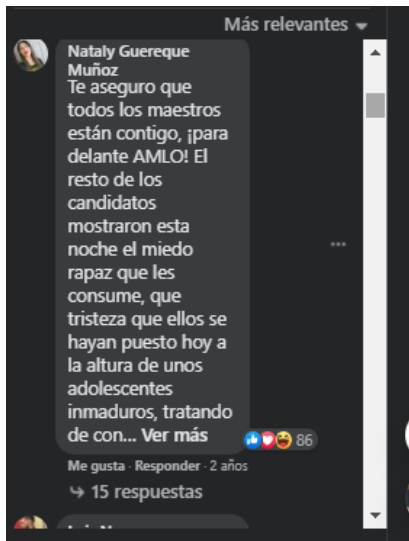 Más relevantes
Nataly Guereque
Muñoz
Te aseguro que
todos los maestros
están contigo, ¡para
delante AMLO! El
resto de los
candidatos
mostraron esta
noche el miedo
rapaz que les
consume, que
tristeza que ellos se
hayan puesto hoy a
la altura de unos
adolescentes
inmaduros, tratando
de con... Ver más
86
Me gusta · Responder · 2 años
15 respuestas